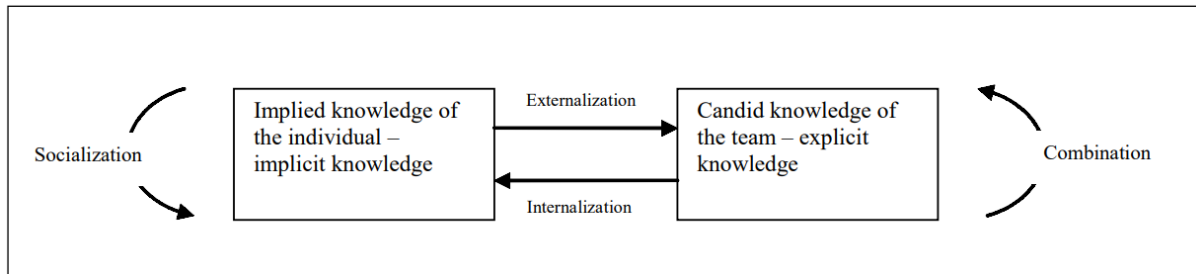 Socialization
Implied knowledge of
the individual –
implicit knowledge
Externalization
Internalization
Candid knowledge of
the team – explicit
knowledge
Combination